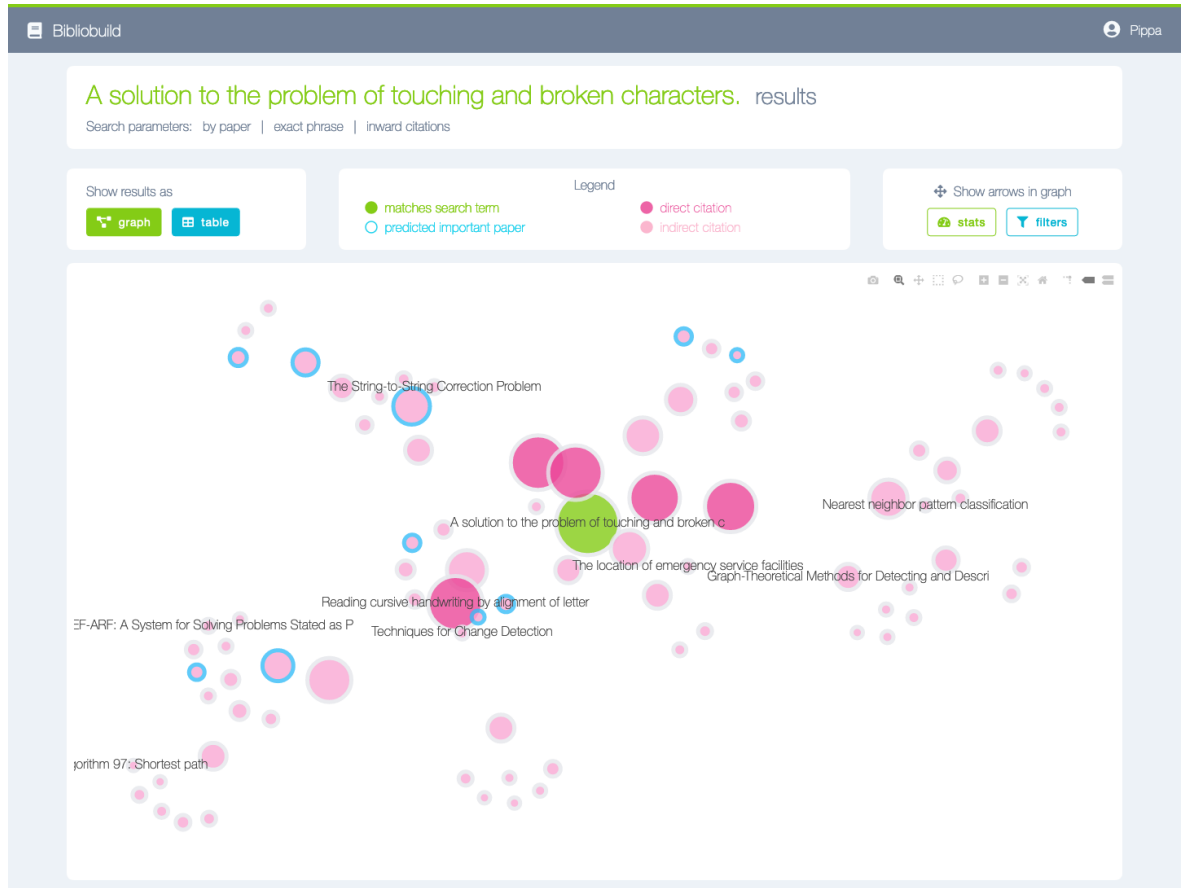 Bibliobuild
Pippa
A solution to the problem of touching and broken characters. results
Search parameters: by paper | exact phrase | inward citations
Show results as
graph
table
Legend
matches search term
direct citation
predicted important paper
indirect citation
Show arrows in graph
stats
filters
The String-to-String Correction Problem
Nearest neighbor pattern classification
A solution to the problem of touching and broken c
The location of emergency service facilities
Graph-Theoretical Methods for Detecting and Descri
Reading cursive handwriting by alignment of letter
EF-ARF: A System for Solving Problems Stated as P
Techniques for Change Detection
gorithm 97: Shortest path